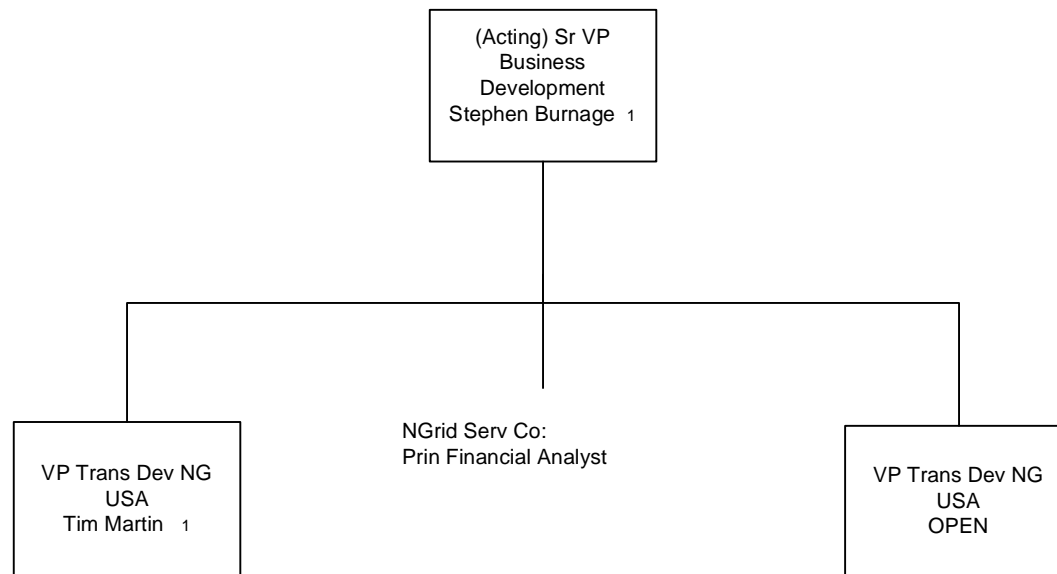 (Acting) Sr VP
Business
Development
Stephen Burnage 1
NGrid Serv Co:
Prin Financial Analyst
VP Trans Dev NG
USA
Tim Martin 1
VP Trans Dev NG
USA
OPEN